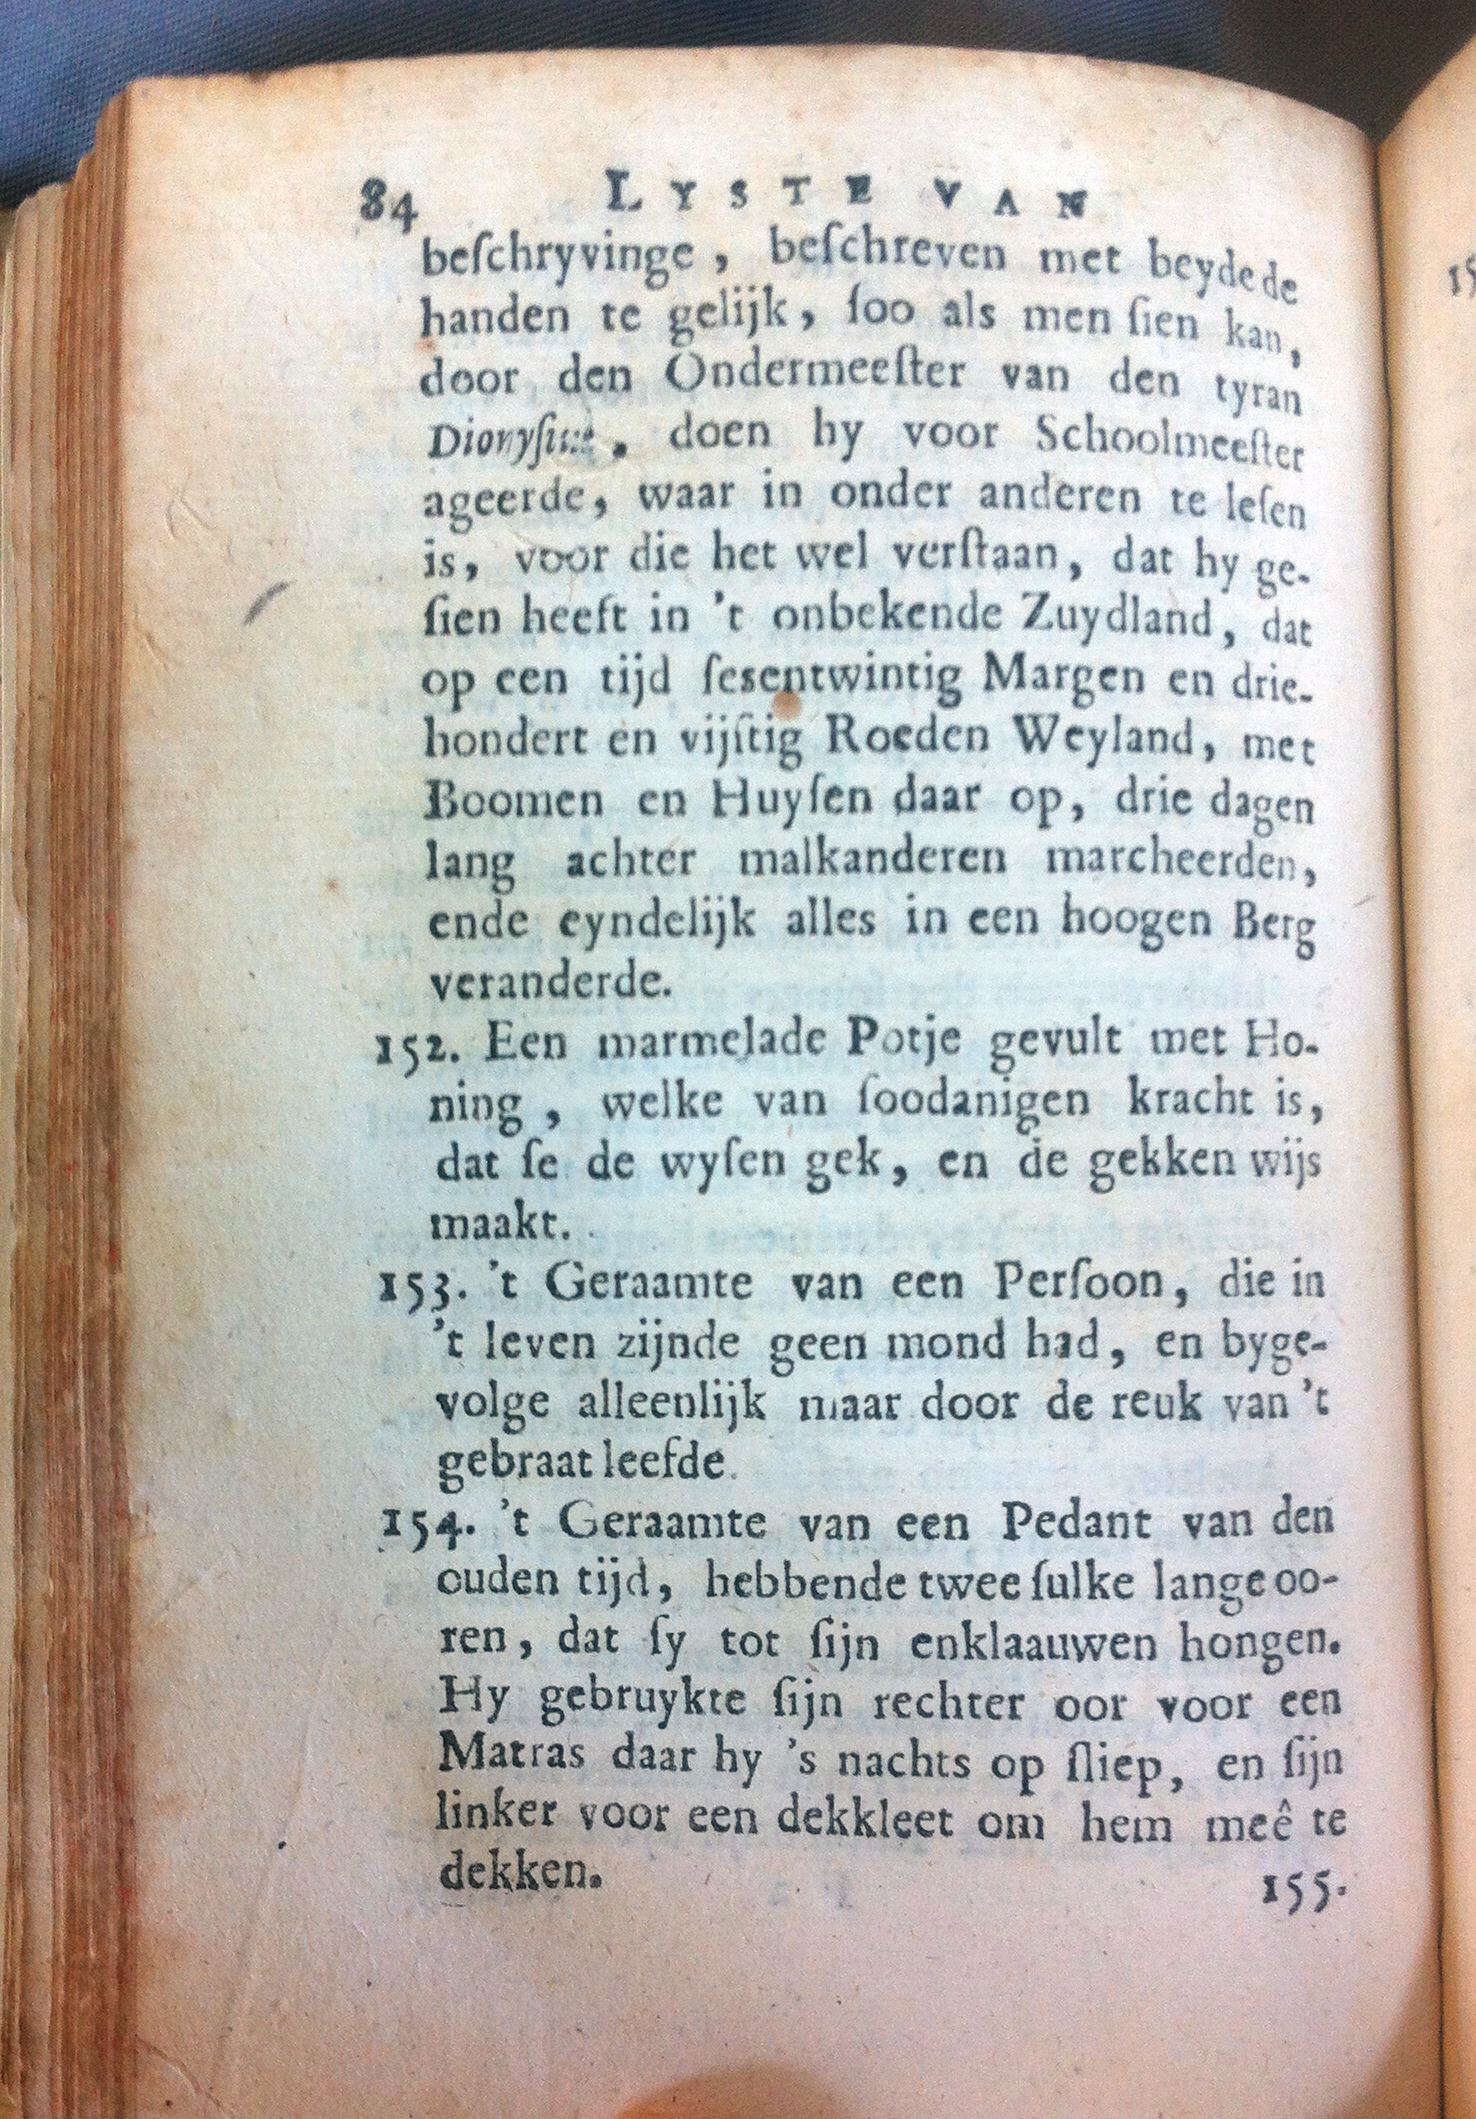 84 LYSTE VAN
beſchryvinge, beſchreven met beydede
handen te gelijk, ſoo als men ſien kan,
door den Ondermeeſter van den tyran
Dionyſius, doen hy voor Schoolmeeſter
ageerde, waar in onder anderen te leſen
is, voor die het wel verſtaan, dat hy ge-
ſien heeft in 't onbekende Zuydland, dat
op een tijd ſesentwintig Margen en drie-
hondert en vijftig Roeden Weyland, met
Boomen en Huyſen daar op, drie dagen
lang achter malkanderen marcheerden,
ende eyndelijk alles in een hoogen Berg
veranderde.
152. Een marmelade Potje gevult met Ho-
ning, welke van ſoodanigen kracht is,
dat ſe de wyſen gek, en de gekken wijs
maakt.
153. 't Geraamte van een Perſoon, die in
't leven zijnde geen mond had, en byge-
volge alleenlijk maar door de reuk van 't
gebraat leefde.
154. 't Geraamte van een Pedant van den
ouden tijd, hebbende twee ſulke lange oo-
ren, dat ſy tot ſijn enklaauwen hongen.
Hy gebruykte ſijn rechter oor voor een
Matras daar hy 's nachts op ſliep, en ſijn
linker voor een dekkleet om hem meê te
dekken.
155.